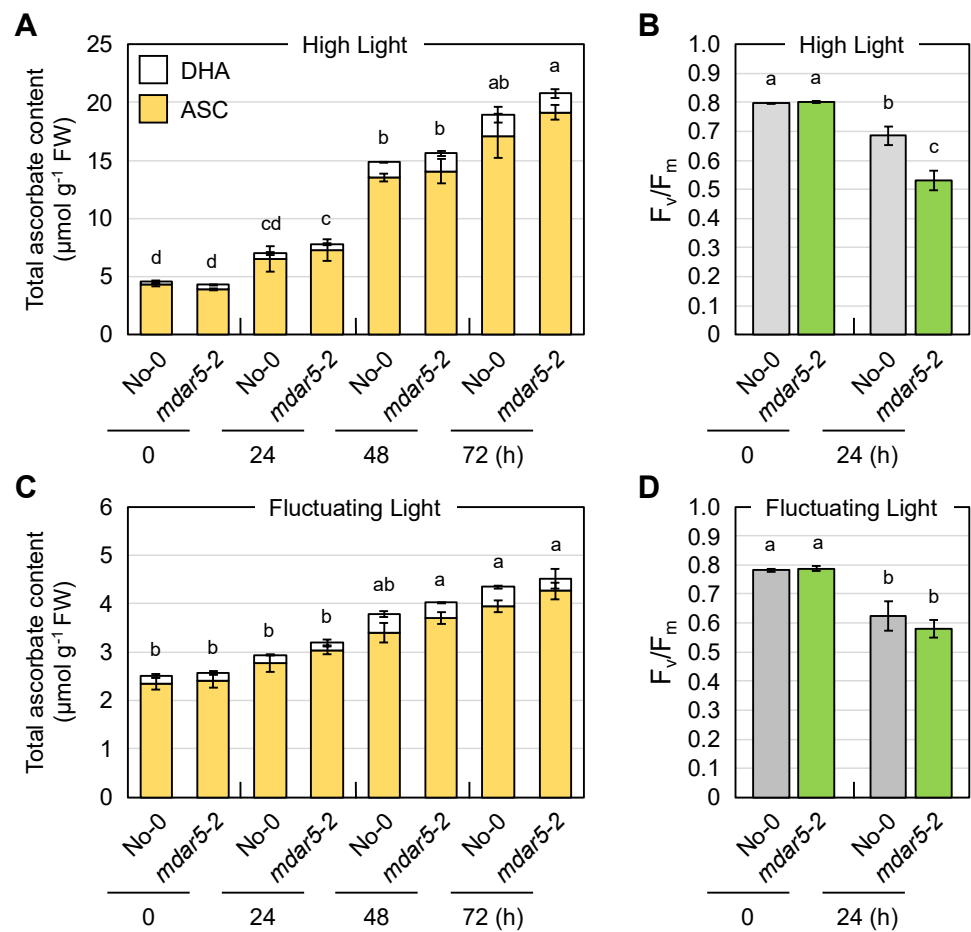 A
High Light
Total ascorbate content
(µmol g⁻¹ FW)
25
20
15
10
5
0
DHA
ASC
d
d
cd
c
b
b
ab
a
No-0
mdar5-2
No-0
mdar5-2
No-0
mdar5-2
No-0
mdar5-2
0
24
48
72 (h)
B
High Light
Fv/Fm
1.0
0.9
0.8
0.7
0.6
0.5
0.4
0.3
0.2
0.1
0
a
a
b
c
No-0
mdar5-2
No-0
mdar5-2
0
24 (h)
C
Fluctuating Light
Total ascorbate content
(µmol g⁻¹ FW)
6
5
4
3
2
1
0
b
b
b
b
ab
a
a
a
No-0
mdar5-2
No-0
mdar5-2
No-0
mdar5-2
No-0
mdar5-2
0
24
48
72 (h)
D
Fluctuating Light
Fv/Fm
1.0
0.9
0.8
0.7
0.6
0.5
0.4
0.3
0.2
0.1
0
a
a
b
b
No-0
mdar5-2
No-0
mdar5-2
0
24 (h)